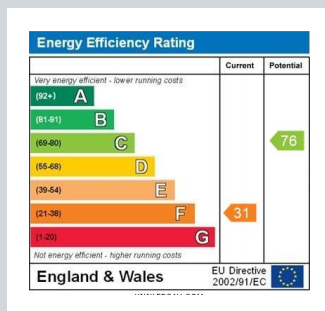 Energy Efficiency Rating
Current Potential
Very energy efficient - lower running costs
(92+) A
(81-91) B
(69-80) C 76
(55-68) D
(39-54) E
(21-38) F 31
(1-20) G
Not energy efficient - higher running costs
England & Wales EU Directive 2002/91/EC